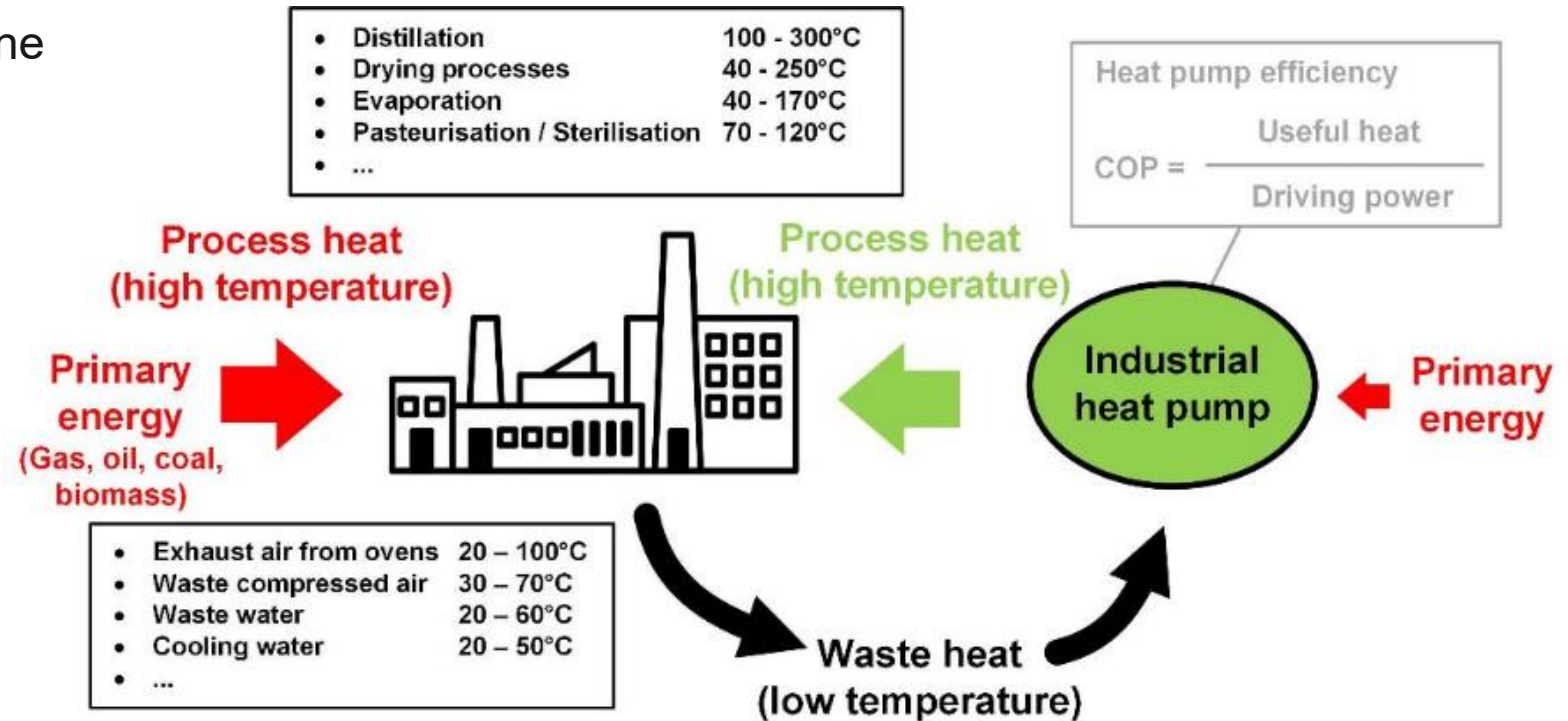 • Distillation 100 - 300°C
• Drying processes 40 - 250°C
• Evaporation 40 - 170°C
• Pasteurisation / Sterilisation 70 - 120°C
• ...
Heat pump efficiency
COP =
Useful heat
Driving power
Process heat
(high temperature)
Process heat
(high temperature)
Primary
energy
(Gas, oil, coal,
biomass)
Industrial
heat pump
Primary
energy
• Exhaust air from ovens 20 – 100°C
• Waste compressed air 30 – 70°C
• Waste water 20 – 60°C
• Cooling water 20 – 50°C
• ...
Waste heat
(low temperature)